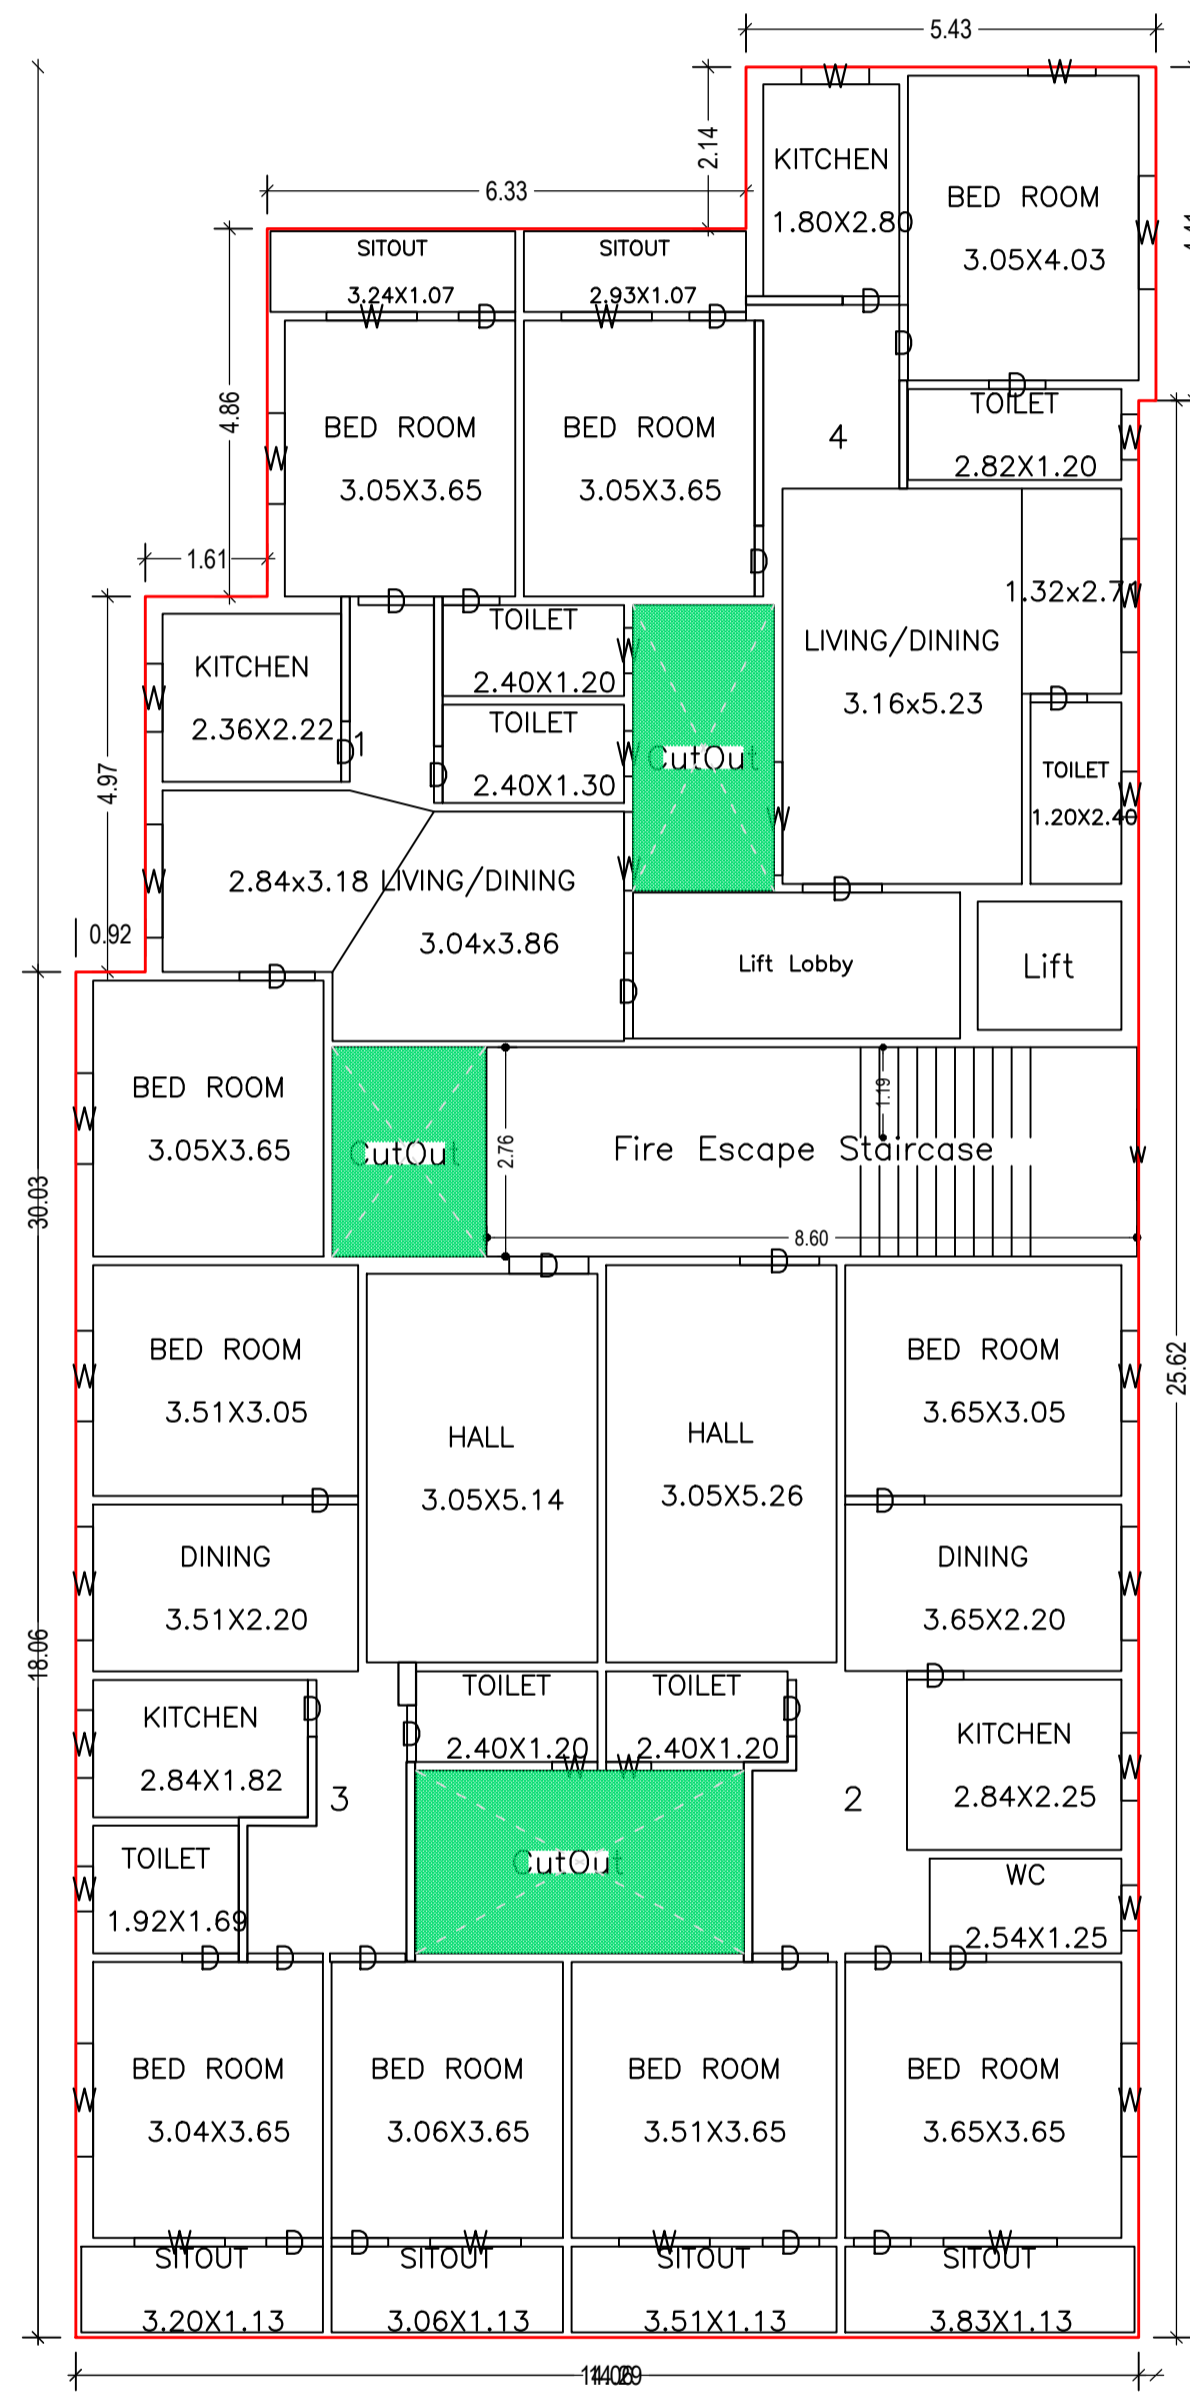 5.43
W
W
2.14
KITCHEN
1.80X2.80
BED ROOM
3.05X4.03
W
6.33
SITOUT
3.24X1.07
SITOUT
2.93X1.07
W
D
W
D
D
D
D
4.86
BED ROOM
3.05X3.65
W
BED ROOM
3.05X3.65
4
TOILET
2.82X1.20
W
D
1.61
D
D
TOILET
2.40X1.20
W
LIVING/DINING
3.16x5.23
W
KITCHEN
2.36X2.22
W
D
1
D
TOILET
2.40X1.30
W
CutOut
W
D
TOILET
1.20X2.40
W
4.97
W
2.84x3.18
LIVING/DINING
3.04x3.86
W
D
0.92
D
D
Lift Lobby
Lift
BED ROOM
3.05X3.65
W
CutOut
2.76
Fire Escape Staircase
1.19
8.60
W
30.03
D
D
BED ROOM
3.51X3.05
W
HALL
3.05X5.14
HALL
3.05X5.26
BED ROOM
3.65X3.05
W
25.62
D
D
DINING
3.51X2.20
W
DINING
3.65X2.20
W
18.06
KITCHEN
2.84X1.82
W
D
D
TOILET
2.40X1.20
W
TOILET
2.40X1.20
W
D
D
KITCHEN
2.84X2.25
W
3
2
TOILET
1.92X1.69
W
CutOut
WC
2.54X1.25
W
D
D
D
D
D
D
BED ROOM
3.04X3.65
W
BED ROOM
3.06X3.65
BED ROOM
3.51X3.65
BED ROOM
3.65X3.65
W
W
D
D
W
W
D
D
W
SITOUT
3.20X1.13
SITOUT
3.06X1.13
SITOUT
3.51X1.13
SITOUT
3.83X1.13